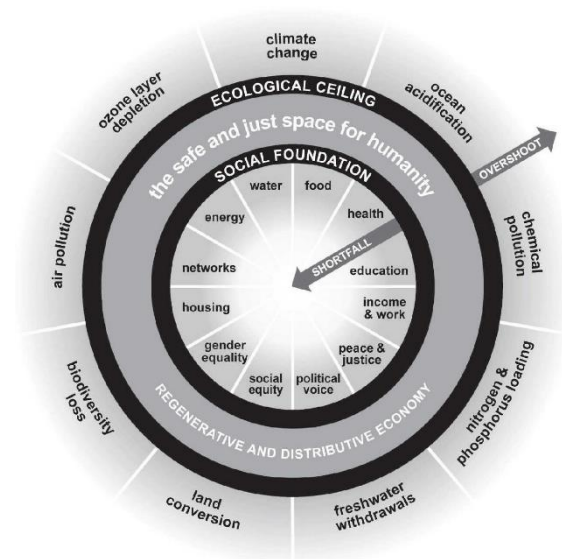 climate
change
ocean
acidification
chemical
pollution
nitrogen &
phosphorus loading
freshwater
withdrawals
land
conversion
biodiversity
loss
air pollution
ozone layer
depletion
ECOLOGICAL CEILING
the safe and just space for humanity
OVERSHOOT
SOCIAL FOUNDATION
water
food
health
SHORTFALL
education
income
& work
peace &
justice
political
voice
social
equity
gender
equality
housing
networks
energy
REGENERATIVE AND DISTRIBUTIVE ECONOMY